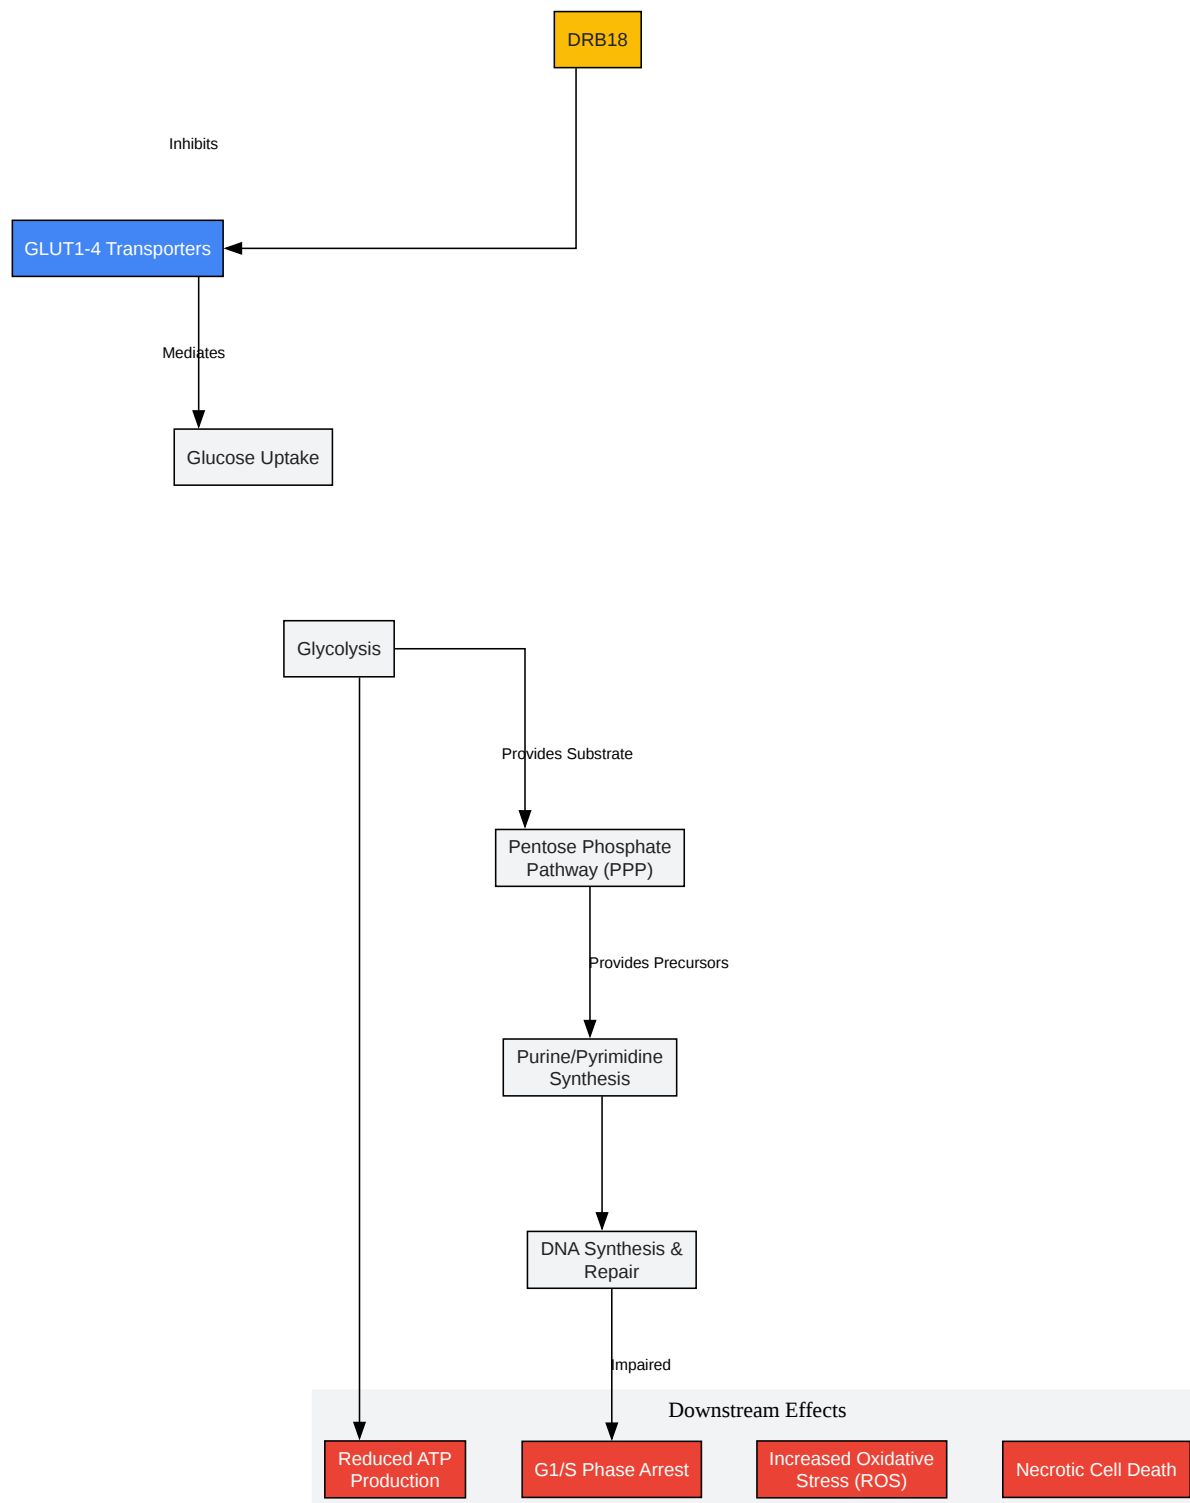 DRB18
Inhibits
GLUT1-4 Transporters
Mediates
Glucose Uptake
Glycolysis
Provides Substrate
Pentose Phosphate
Pathway (PPP)
Provides Precursors
Purine/Pyrimidine
Synthesis
DNA Synthesis &
Repair
Impaired
Downstream Effects
Reduced ATP
Production
G1/S Phase Arrest
Increased Oxidative
Stress (ROS)
Necrotic Cell Death